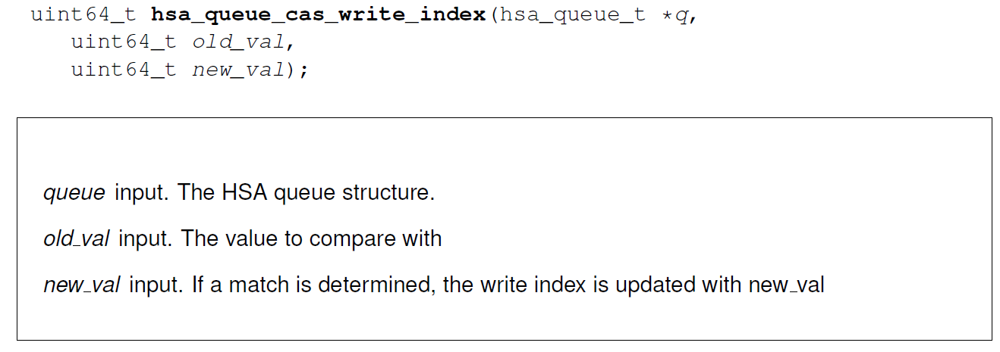 uint64_t hsa_queue_cas_write_index(hsa_queue_t *q,
uint64_t old_val,
uint64_t new_val);
queue input. The HSA queue structure.
old_val input. The value to compare with
new_val input. If a match is determined, the write index is updated with new_val